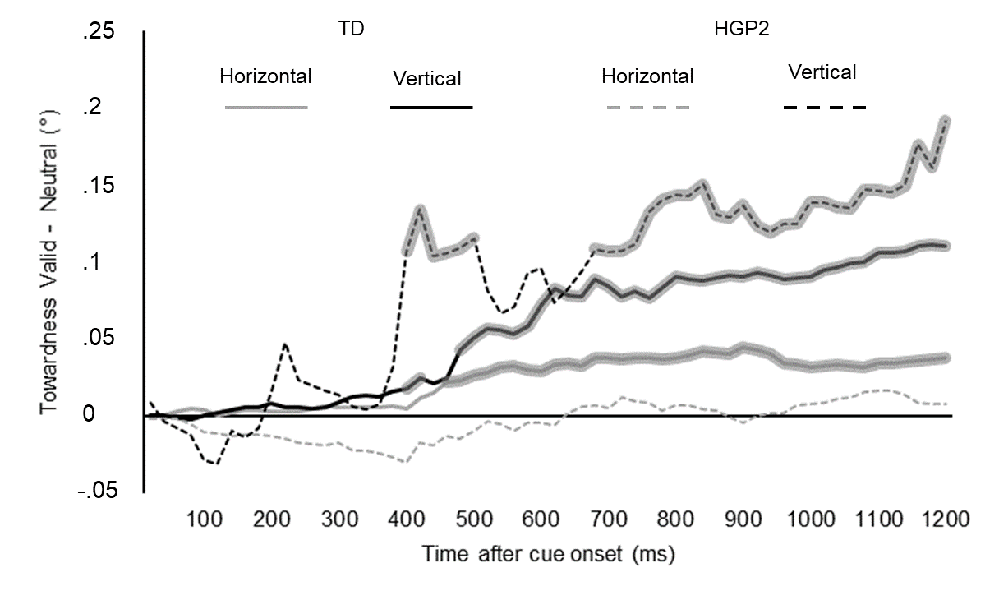 TD HGP2
Horizontal Vertical Horizontal Vertical
Towardness Valid - Neutral (°)
.25
.2
.15
.1
.05
0
-.05
100 200 300 400 500 600 700 800 900 1000 1100 1200
Time after cue onset (ms)